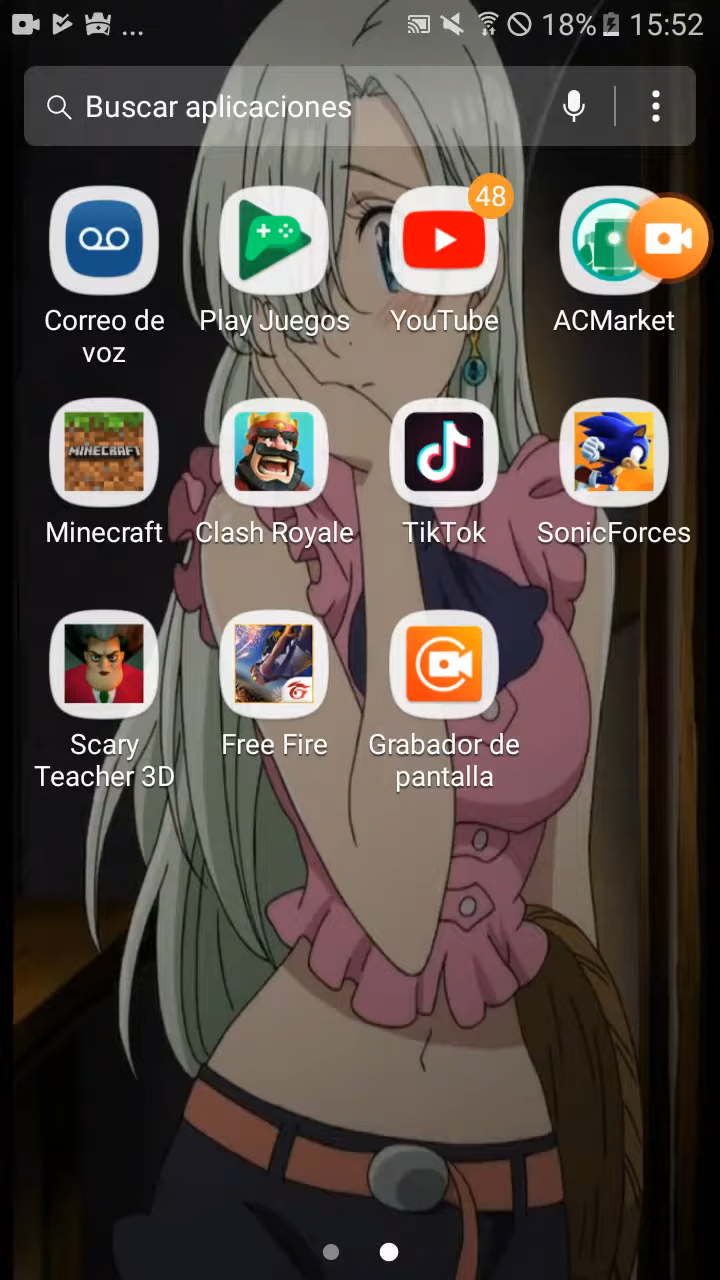 ... 18% 15:52
Buscar aplicaciones
48
Correo de
voz
Play Juegos
YouTube
ACMarket
MINECRAFT
Minecraft
Clash Royale
TikTok
SonicForces
Scary
Teacher 3D
Free Fire
Grabador de
pantalla